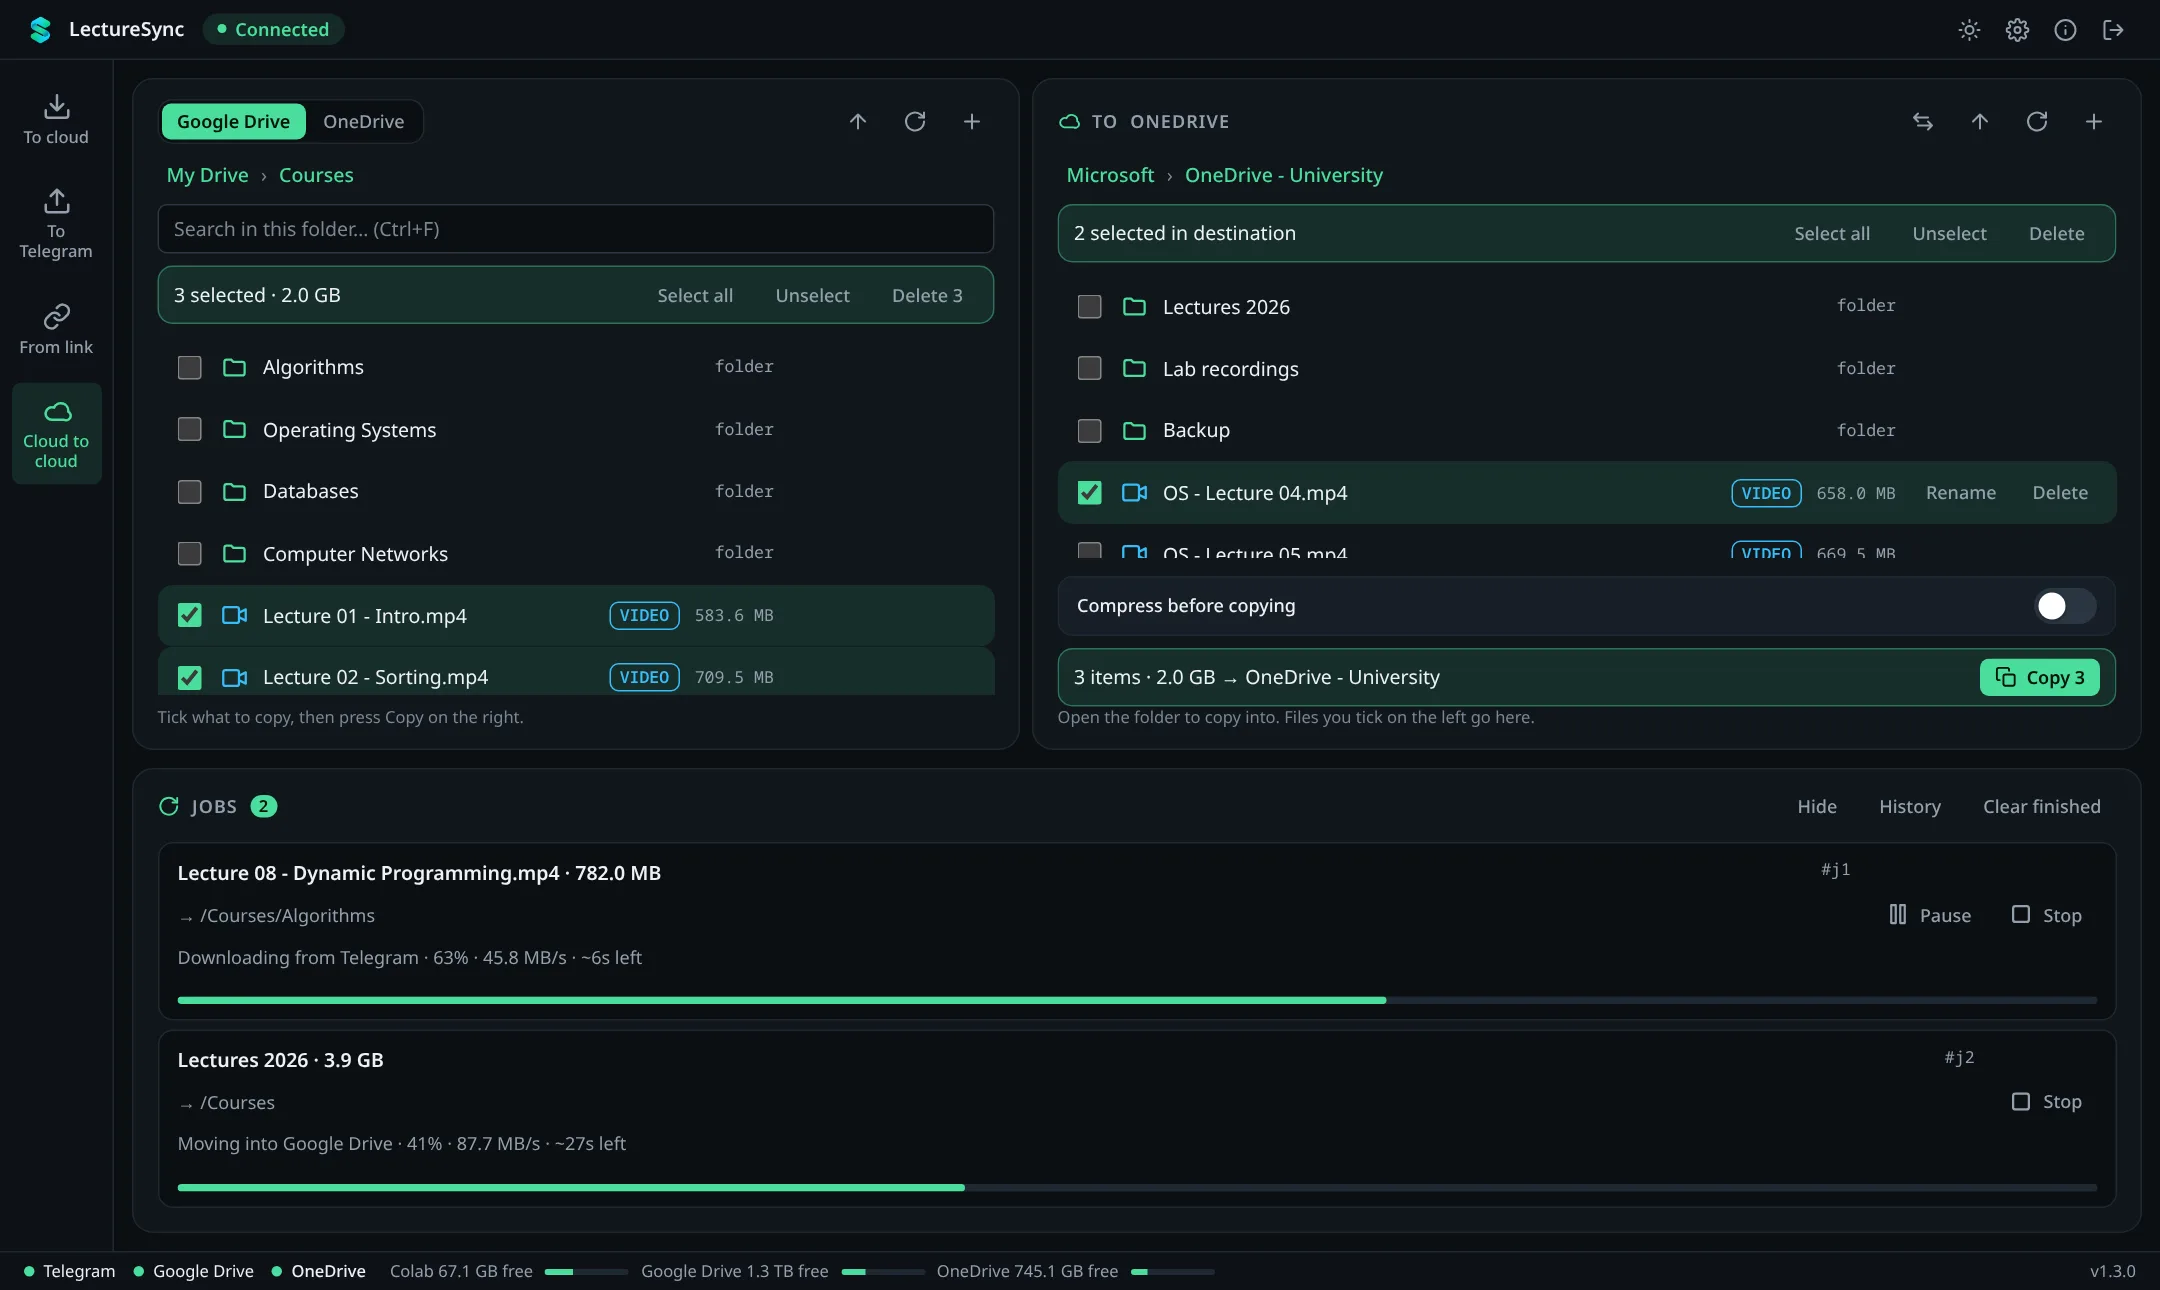 LectureSync Connected
To cloud
To
Telegram
From link
Cloud to
cloud
Google Drive OneDrive
My Drive › Courses
Search in this folder... (Ctrl+F)
3 selected · 2.0 GB Select all Unselect Delete 3
Algorithms folder
Operating Systems folder
Databases folder
Computer Networks folder
Lecture 01 - Intro.mp4 VIDEO 583.6 MB
Lecture 02 - Sorting.mp4 VIDEO 709.5 MB
Tick what to copy, then press Copy on the right.
TO ONEDRIVE
Microsoft › OneDrive - University
2 selected in destination Select all Unselect Delete
Lectures 2026 folder
Lab recordings folder
Backup folder
OS - Lecture 04.mp4 VIDEO 658.0 MB Rename Delete
OS - Lecture 05.mp4 VIDEO 669.5 MB
Compress before copying
3 items · 2.0 GB → OneDrive - University Copy 3
Open the folder to copy into. Files you tick on the left go here.
JOBS 2 Hide History Clear finished
Lecture 08 - Dynamic Programming.mp4 · 782.0 MB #j1
→ /Courses/Algorithms Pause Stop
Downloading from Telegram · 63% · 45.8 MB/s · ~6s left
Lectures 2026 · 3.9 GB #j2
→ /Courses Stop
Moving into Google Drive · 41% · 87.7 MB/s · ~27s left
Telegram Google Drive OneDrive Colab 67.1 GB free Google Drive 1.3 TB free OneDrive 745.1 GB free v1.3.0